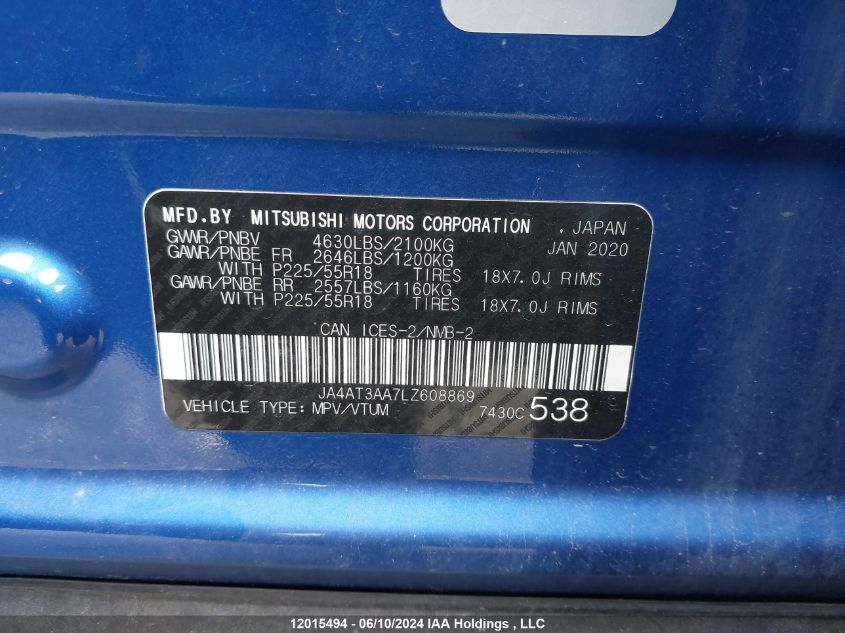 MFD.BY MITSUBISHI MOTORS CORPORATION . JAPAN
GWWR/PNBV 4630LBS/2100KG JAN 2020
GAWR/PNBE FR 2646LBS/1200KG
WITH P225/55R18 TIRES 18X7.0J RIMS
GAWR/PNBE RR 2557LBS/1160KG
WITH P225/55R18 TIRES 18X7.0J RIMS
CAN ICES-2/NMB-2
JA4AT3AA7LZ608869
VEHICLE TYPE:MPV/VTUM 7430C 538
12015494 - 06/10/2024 IAA Holdings , LLC